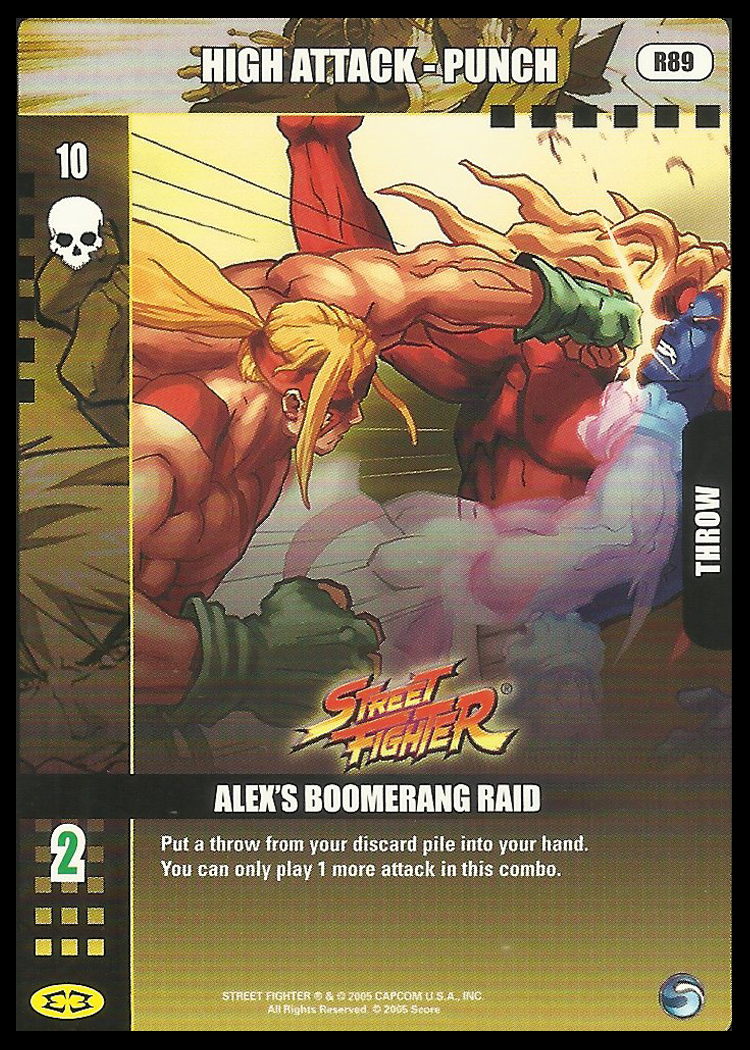 HIGH ATTACK - PUNCH
R89
10
THROW
STREET
FIGHTER®
ALEX'S BOOMERANG RAID
2
Put a throw from your discard pile into your hand.
You can only play 1 more attack in this combo.
STREET FIGHTER ® & © 2005 CAPCOM U.S.A., INC.
All Rights Reserved. © 2005 Score